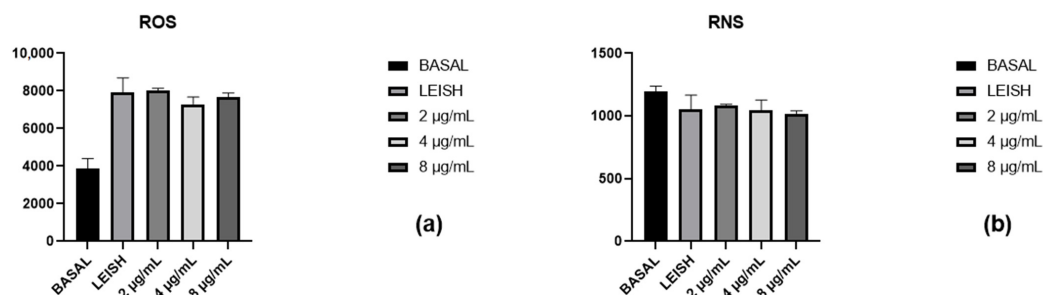 ROS
10,000
8000
6000
4000
2000
0
BASAL
LEISH
2 µg/mL
4 µg/mL
8 µg/mL
BASAL
LEISH
2 µg/mL
4 µg/mL
8 µg/mL
(a)
RNS
1500
1000
500
0
BASAL
LEISH
2 µg/mL
4 µg/mL
8 µg/mL
BASAL
LEISH
2 µg/mL
4 µg/mL
8 µg/mL
(b)